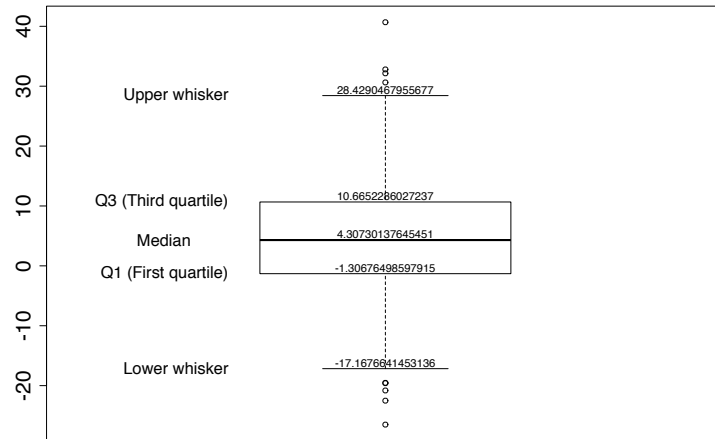 40
30
Upper whisker 28.4290467955677
20
Q3 (Third quartile) 10.6652286027237
10
Median 4.30730137645451
0
Q1 (First quartile) -1.30676498597915
-10
Lower whisker -17.1676641453136
-20